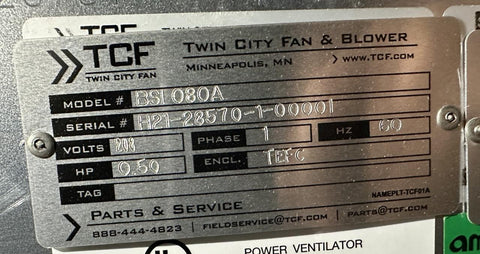 TCF
TWIN CITY FAN
TWIN CITY FAN & BLOWER
MINNEAPOLIS, MN > WWW.TCF.COM
MODEL # BSI 080A
SERIAL # H21-28570-1-00001
VOLTS PHASE 1 HZ 60
HP 0.50 ENCL. TEFC
TAG
NAMEPLT-TCF01A
PARTS & SERVICE
888-444-4823 | FIELDSERVICE@TCF.COM | PARTS@TCF.COM
UL
POWER VENTILATOR
am